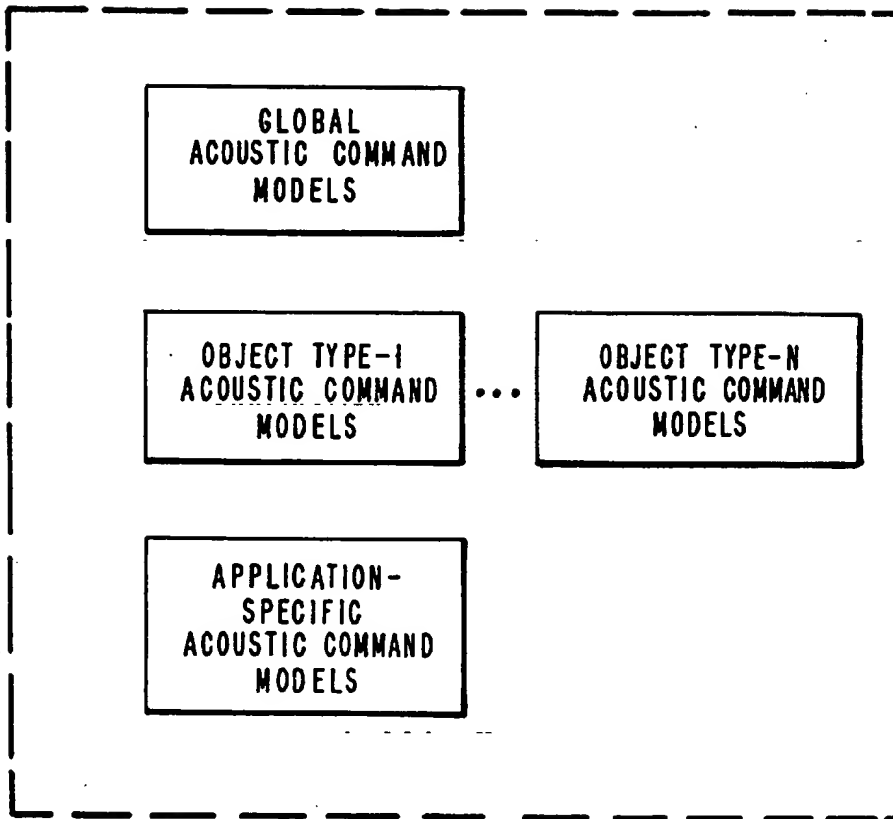 GLOBAL
ACOUSTIC COMMAND
MODELS
OBJECT TYPE-1
ACOUSTIC COMMAND
MODELS
...
OBJECT TYPE-N
ACOUSTIC COMMAND
MODELS
APPLICATION-
SPECIFIC
ACOUSTIC COMMAND
MODELS